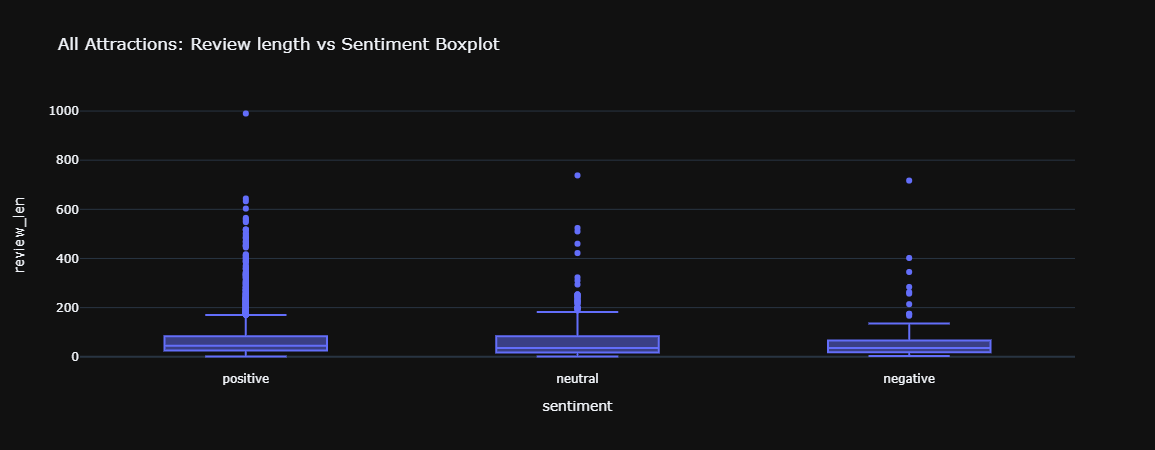 All Attractions: Review length vs Sentiment Boxplot
1000
800
600
400
200
0
review_len
positive
neutral
negative
sentiment